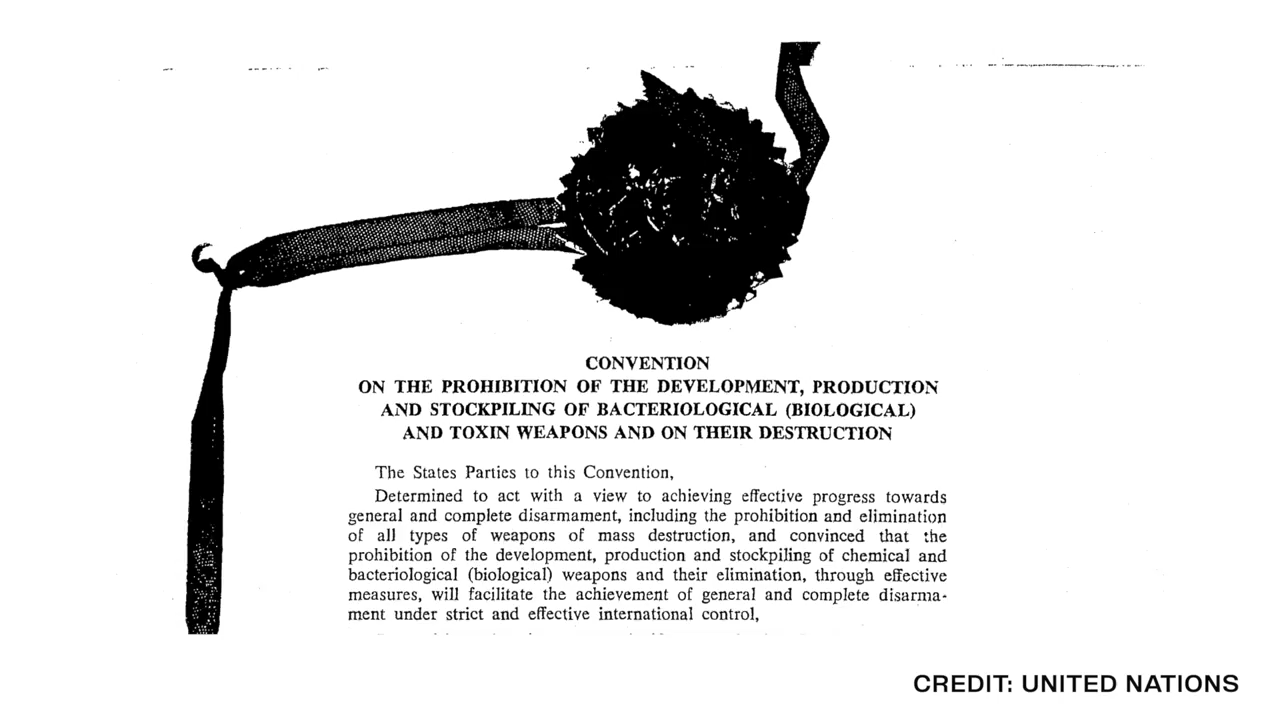 CONVENTION
ON THE PROHIBITION OF THE DEVELOPMENT, PRODUCTION
AND STOCKPILING OF BACTERIOLOGICAL (BIOLOGICAL)
AND TOXIN WEAPONS AND ON THEIR DESTRUCTION
The States Parties to this Convention,
Determined to act with a view to achieving effective progress towards
general and complete disarmament, including the prohibition and elimination
of all types of weapons of mass destruction, and convinced that the
prohibition of the development, production and stockpiling of chemical and
bacteriological (biological) weapons and their elimination, through effective
measures, will facilitate the achievement of general and complete disarma-
ment under strict and effective international control,
CREDIT: UNITED NATIONS